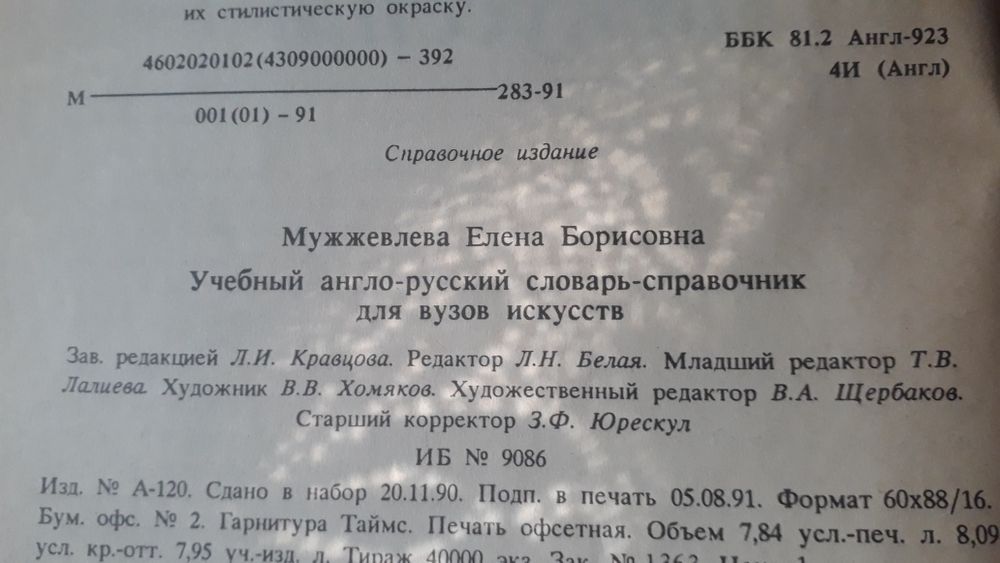 их стилистическую окраску.
4602020102(4309000000) – 392
ББК 81.2 Англ-923
4И (Англ)
М 283-91
001(01) – 91
Справочное издание
Мужжевлева Елена Борисовна
Учебный англо-русский словарь-справочник
для вузов искусств
Зав. редакцией Л.И. Кравцова. Редактор Л.Н. Белая. Младший редактор Т.В.
Лалиева. Художник В.В. Хомяков. Художественный редактор В.А. Щербаков.
Старший корректор З.Ф. Юрескул
ИБ № 9086
Изд. № А-120. Сдано в набор 20.11.90. Подп. в печать 05.08.91. Формат 60х88/16.
Бум. офс. № 2. Гарнитура Таймс. Печать офсетная. Объем 7,84 усл.-печ. л. 8,09
усл. кр.-отт. 7,95 уч.-изд. л. Тираж 40000 экз. Зак. №